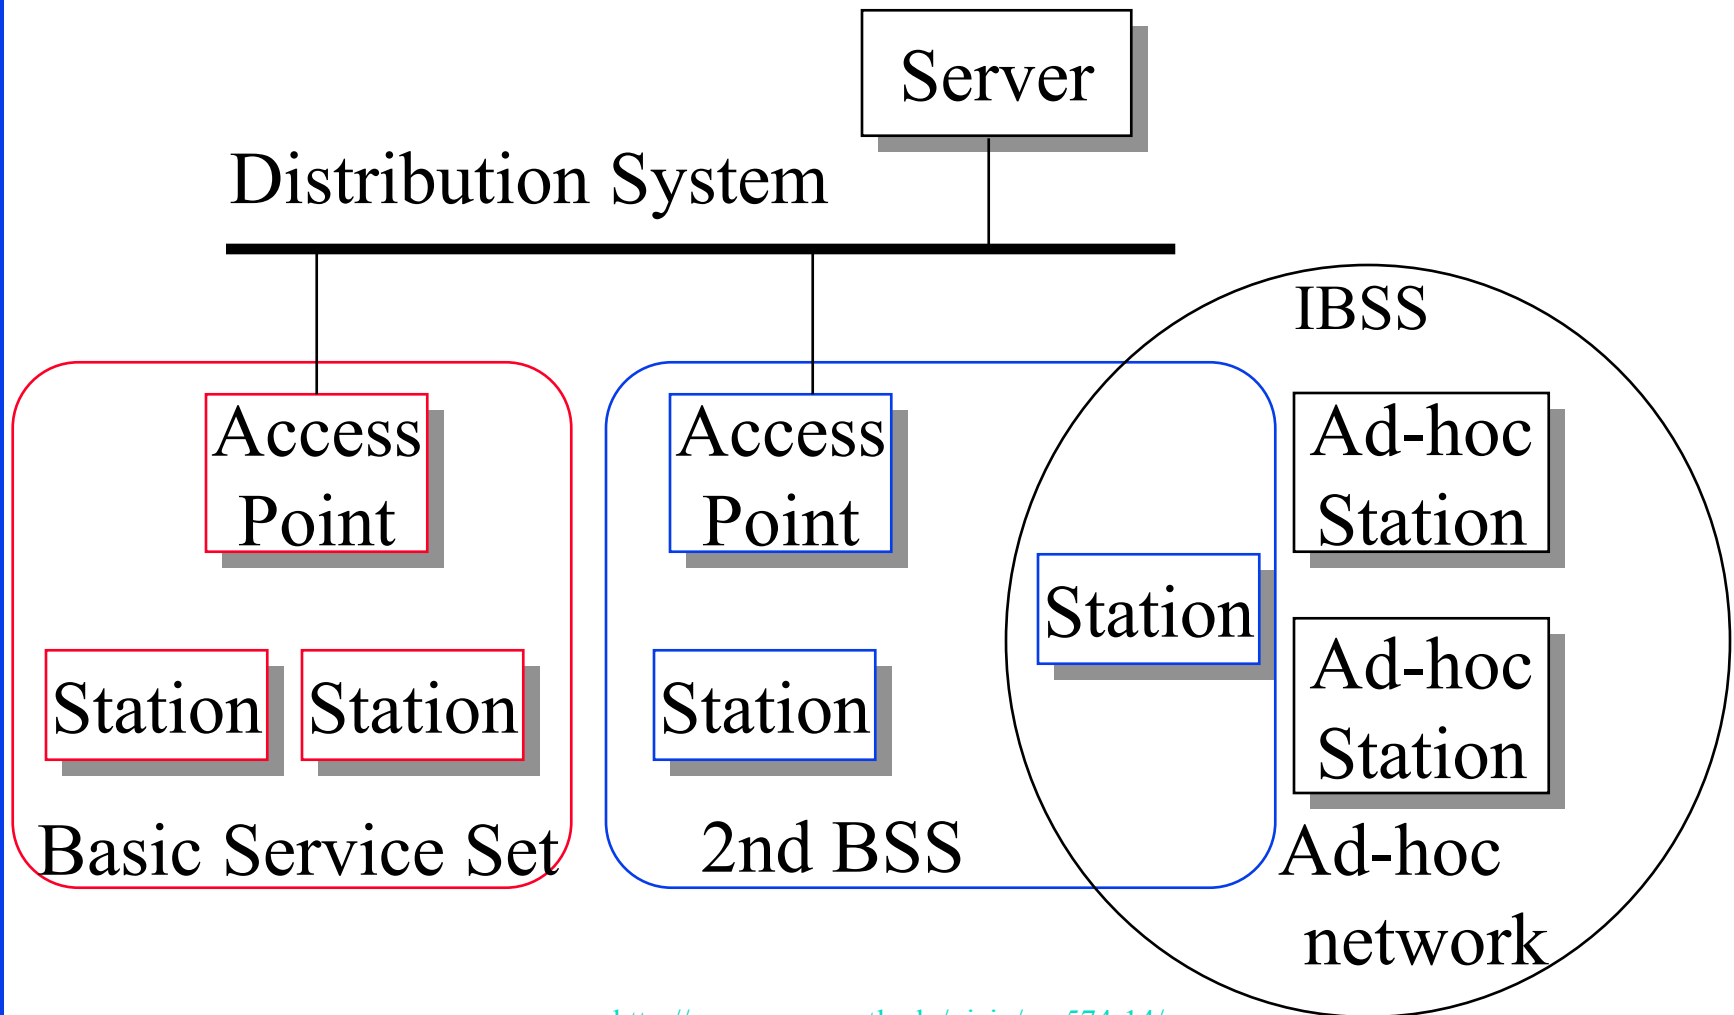 Server
Distribution System
IBSS
Access
Point
Access
Point
Ad-hoc
Station
Station
Ad-hoc
Station
Station
Station
Station
Basic Service Set
2nd BSS
Ad-hoc
network